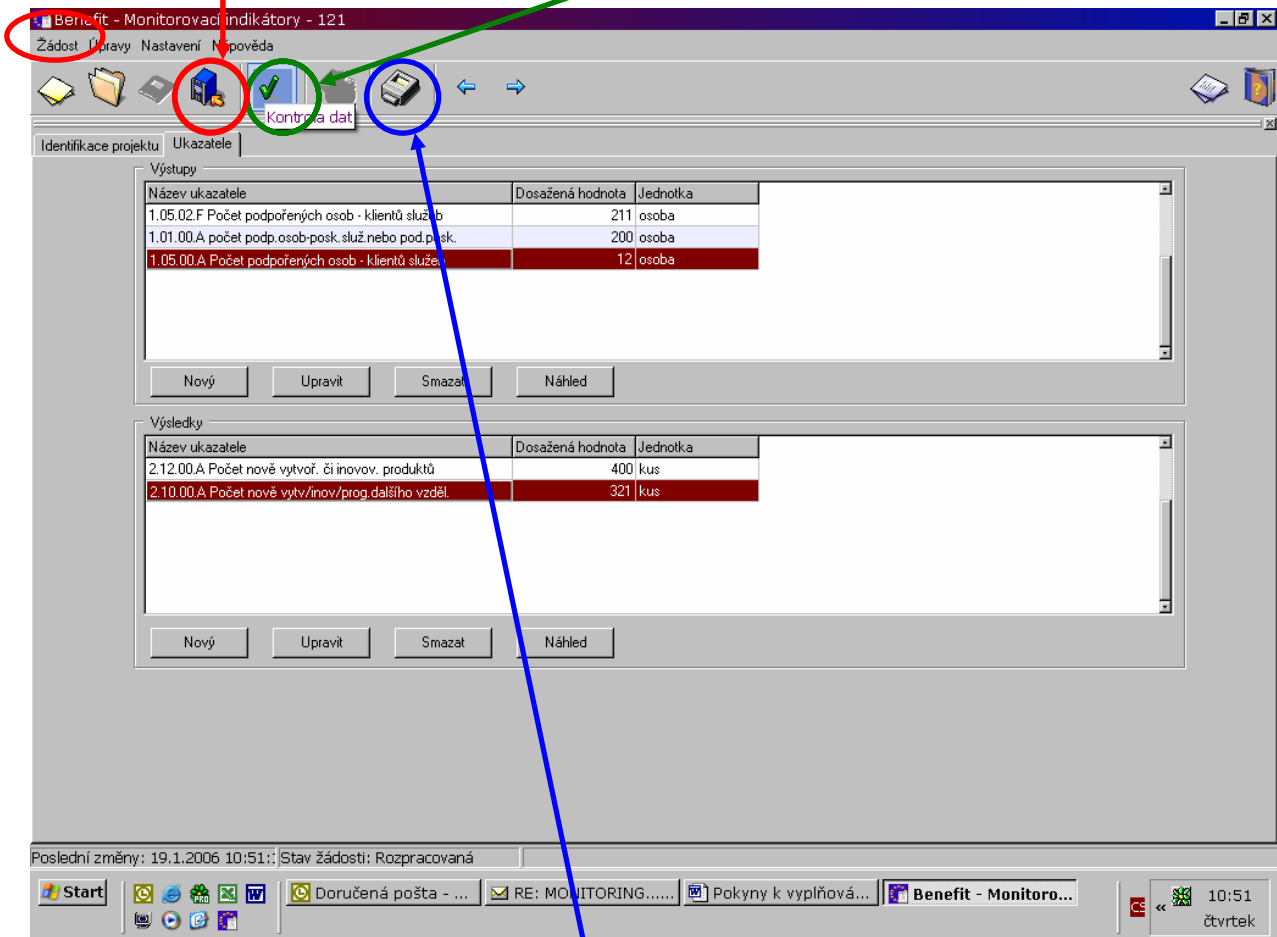 Benefit - Monitorovací indikátory - 121
Žádost Úpravy Nastavení Nápověda
Kontrola dat
Identifikace projektu Ukazatele
Výstupy
Název ukazatele Dosažená hodnota Jednotka
1.05.02.F Počet podpořených osob - klientů služeb 211 osoba
1.01.00.A počet podp.osob-posk.služ.nebo pod.posk. 200 osoba
1.05.00.A Počet podpořených osob - klientů služeb 12 osoba
Nový Upravit Smazat Náhled
Výsledky
Název ukazatele Dosažená hodnota Jednotka
2.12.00.A Počet nově vytvoř. či inovov. produktů 400 kus
2.10.00.A Počet nově vytv/inov/prog.dalšího vzděl. 321 kus
Nový Upravit Smazat Náhled
Poslední změny: 19.1.2006 10:51: Stav žádosti: Rozpracovaná
Start Doručená pošta - ... RE: MONITORING...... Pokyny k vyplňová... Benefit - Monitoro... CS « 10:51
čtvrtek